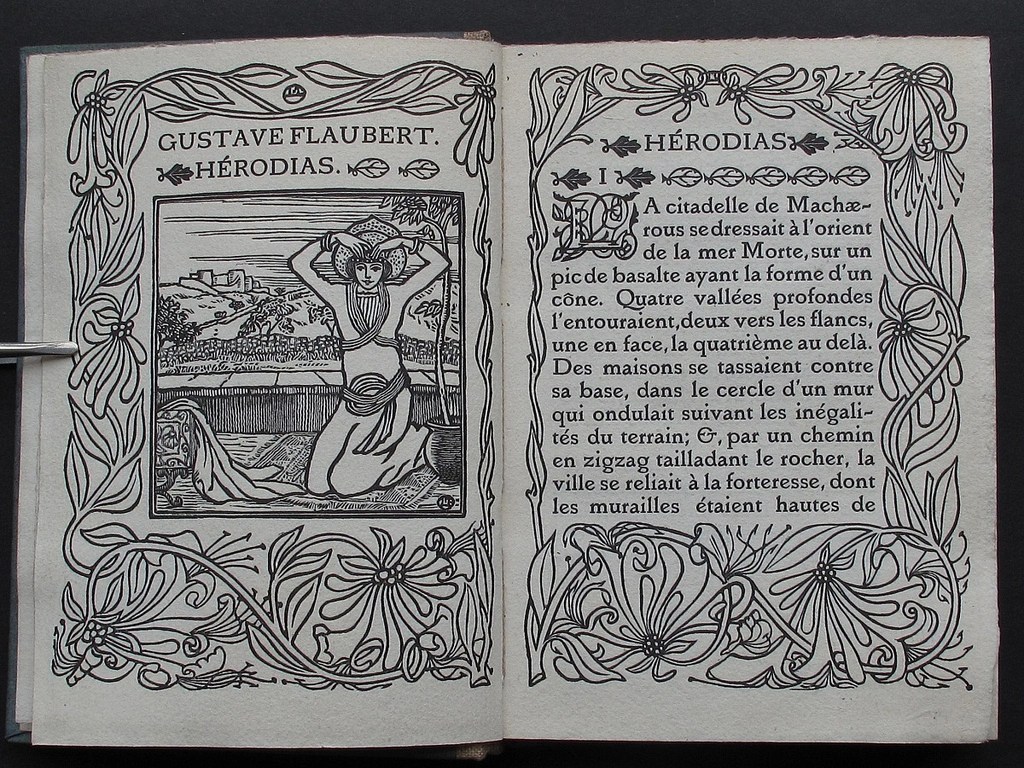 GUSTAVE FLAUBERT.
HÉRODIAS.
HÉRODIAS
I
LA citadelle de Machæ-
rous se dressait à l'orient
de la mer Morte, sur un
pic de basalte ayant la forme d'un
cône. Quatre vallées profondes
l'entouraient, deux vers les flancs,
une en face, la quatrième au delà.
Des maisons se tassaient contre
sa base, dans le cercle d'un mur
qui ondulait suivant les inégali-
tés du terrain; &, par un chemin
en zigzag tailladant le rocher, la
ville se reliait à la forteresse, dont
les murailles étaient hautes de